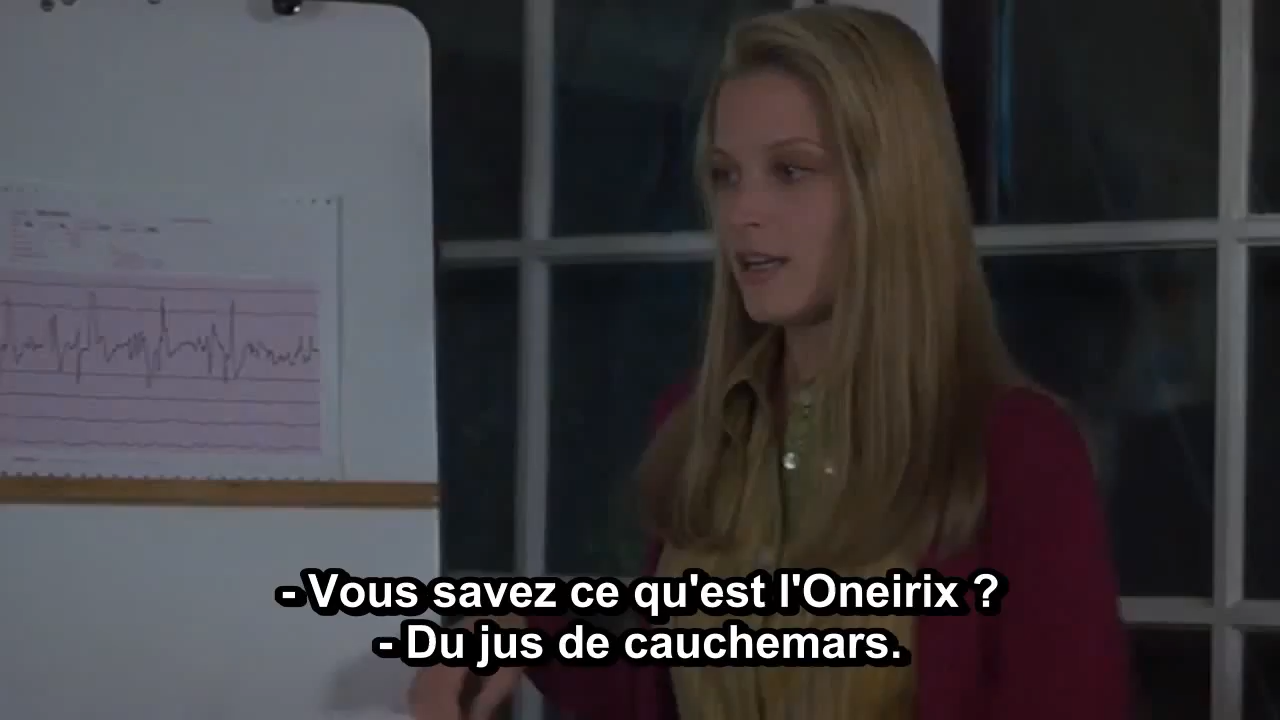 - Vous savez ce qu'est l'Oneirix ?
- Du jus de cauchemars.